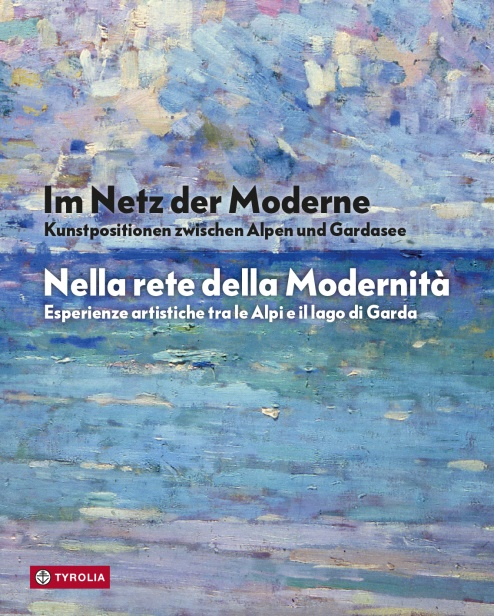 Im Netz der Moderne
Kunstpositionen zwischen Alpen und Gardasee
Nella rete della Modernità
Esperienze artistiche tra le Alpi e il lago di Garda
TYROLIA